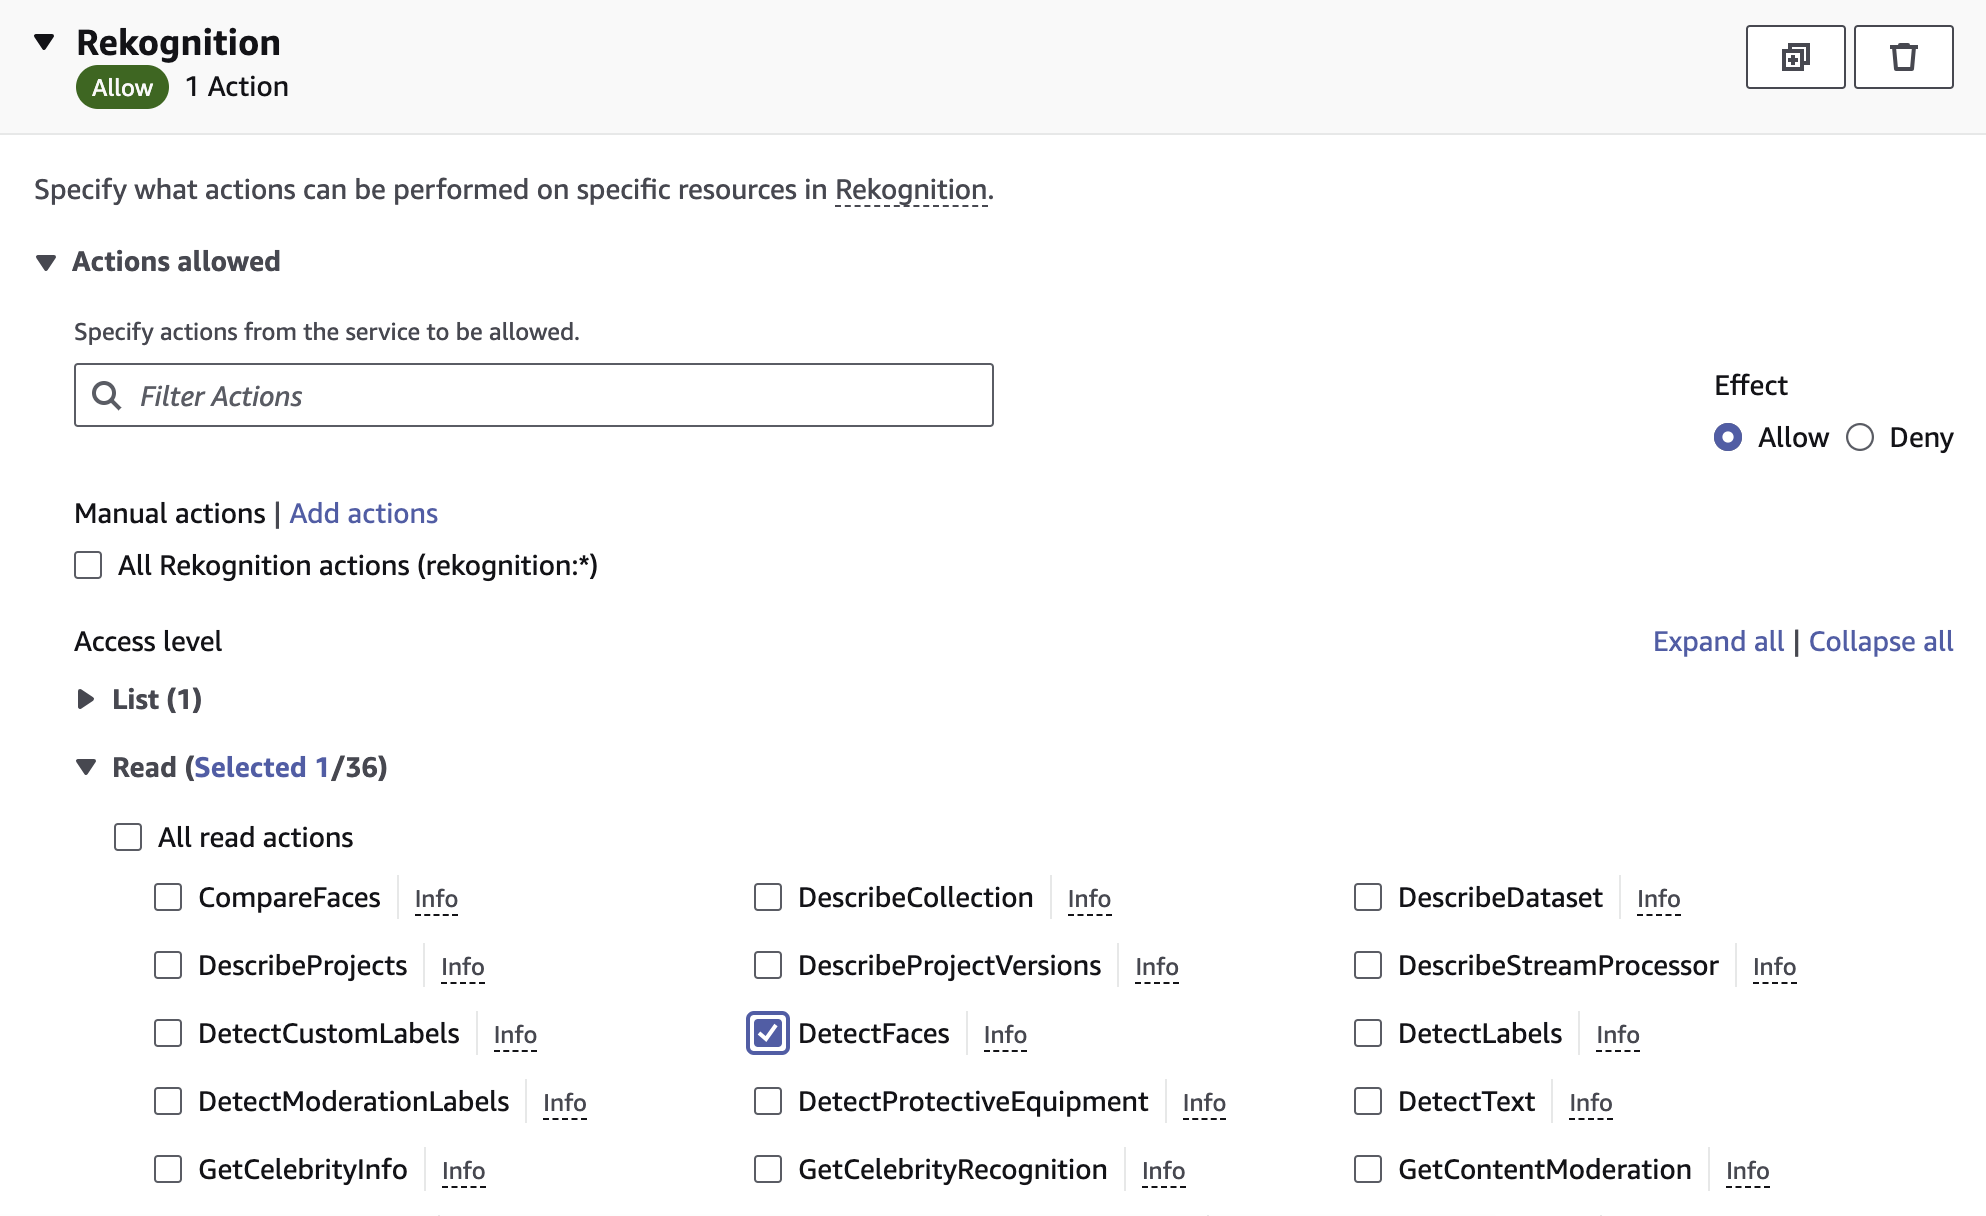 Rekognition
Allow 1 Action
Specify what actions can be performed on specific resources in Rekognition.
Actions allowed
Specify actions from the service to be allowed.
Filter Actions
Effect
Allow Deny
Manual actions | Add actions
All Rekognition actions (rekognition:*)
Access level Expand all | Collapse all
List (1)
Read (Selected 1/36)
All read actions
CompareFaces Info DescribeCollection Info DescribeDataset Info
DescribeProjects Info DescribeProjectVersions Info DescribeStreamProcessor Info
DetectCustomLabels Info DetectFaces Info DetectLabels Info
DetectModerationLabels Info DetectProtectiveEquipment Info DetectText Info
GetCelebrityInfo Info GetCelebrityRecognition Info GetContentModeration Info